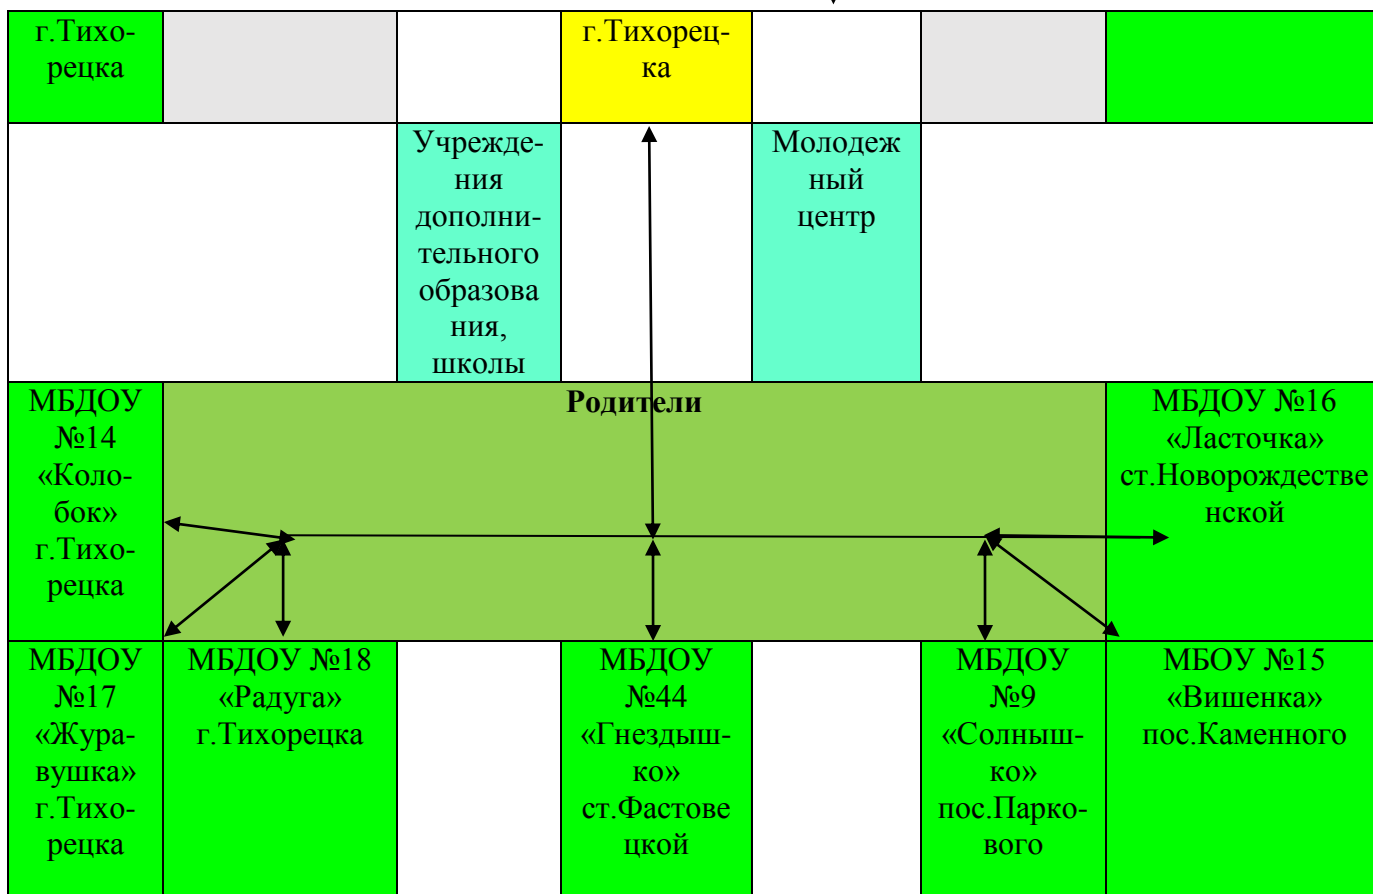 г.Тихо-
рецка
г.Тихорец-
ка
Учрежде-
ния
дополни-
тельного
образова
ния,
школы
Молодеж
ный
центр
МБДОУ
№14
«Коло-
бок»
г.Тихо-
рецка
Родители
МБДОУ №16
«Ласточка»
ст.Новорождестве
нской
МБДОУ
№17
«Жура-
вушка»
г.Тихо-
рецка
МБДОУ №18
«Радуга»
г.Тихорецка
МБДОУ
№44
«Гнездыш-
ко»
ст.Фастове
цкой
МБДОУ
№9
«Солныш-
ко»
пос.Парко-
вого
МБОУ №15
«Вишенка»
пос.Каменного